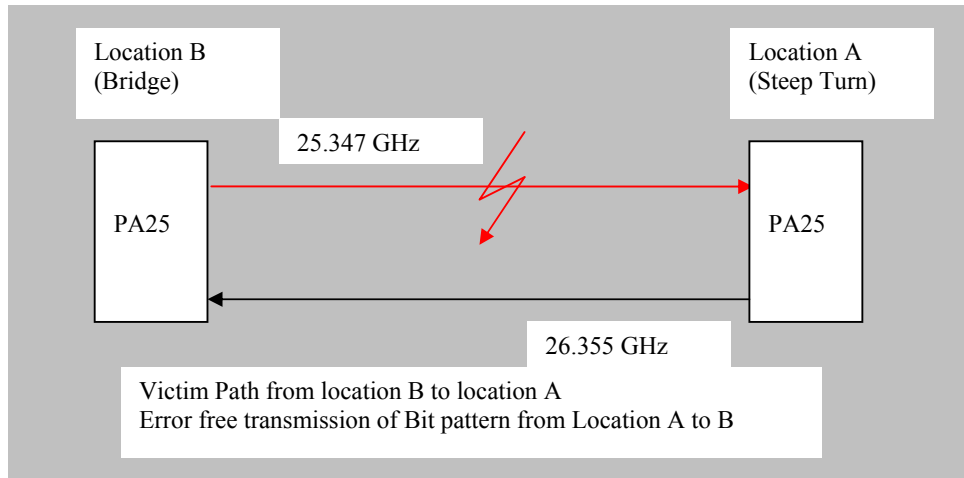 Location B
(Bridge)
Location A
(Steep Turn)
25.347 GHz
PA25
PA25
26.355 GHz
Victim Path from location B to location A
Error free transmission of Bit pattern from Location A to B